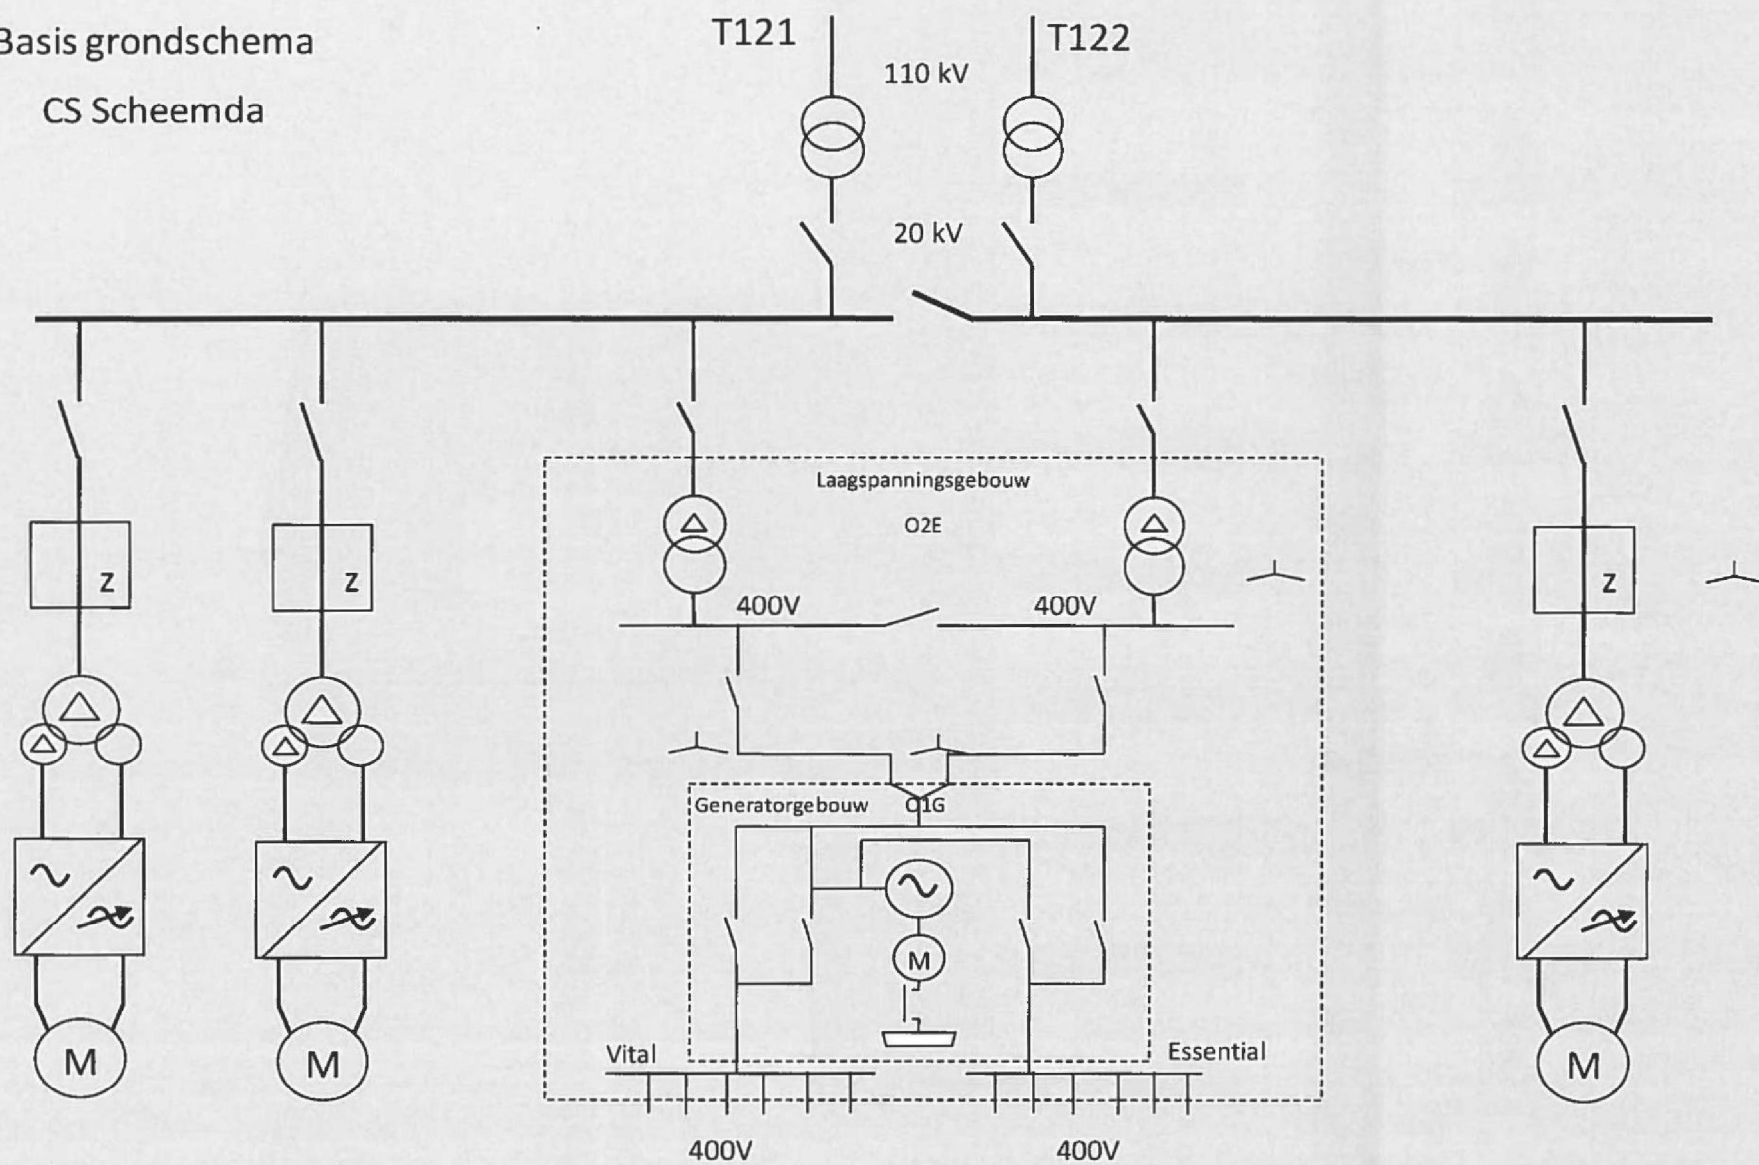 Basis grondschema
CS Scheemda
T121
T122
110 kV
20 kV
Laagspanningsgebouw
O2E
Z
Z
Z
400V
400V
Generatorgebouw
O1G
M
Vital
Essential
M
M
M
400V
400V